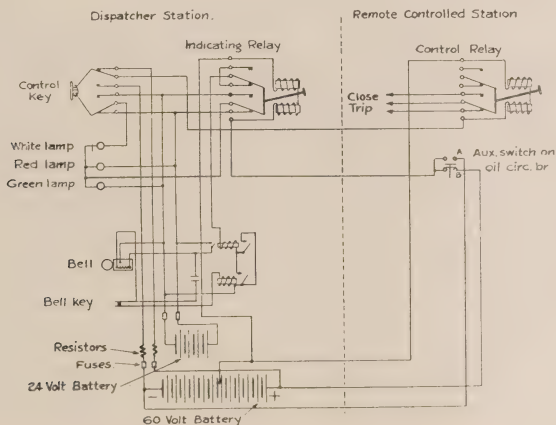 Dispatcher Station.
Remote Controlled Station
Indicating Relay
Control Relay
Control
Key
Close
Trip
White lamp
Red lamp
Green lamp
A
Aux. switch on
oil circ. br
B
Bell
Bell key
Resistors
Fuses
24 Volt Battery
- +
60 Volt Battery